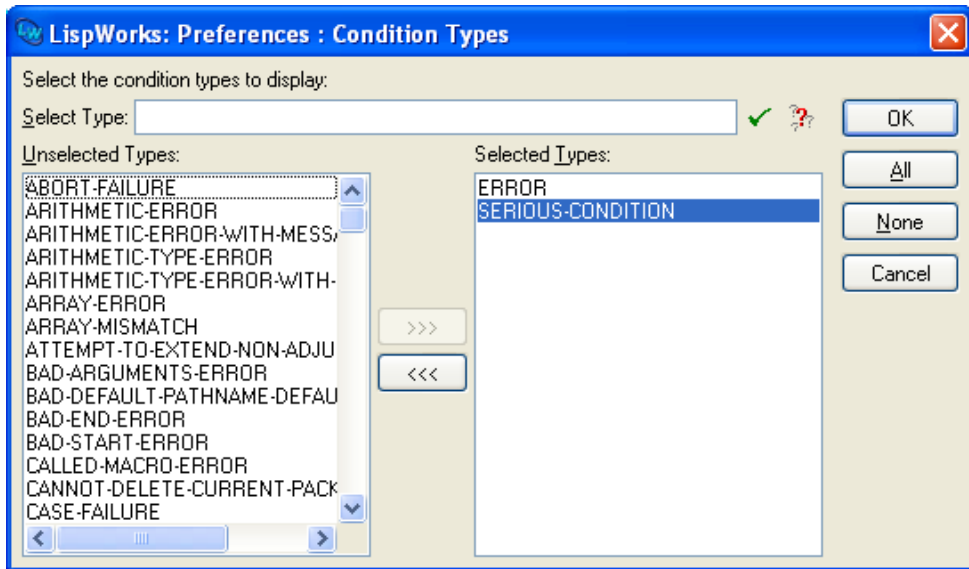 LispWorks: Preferences : Condition Types
Select the condition types to display:
Select Type:
OK
Unselected Types:
Selected Types:
All
None
Cancel
ABORT-FAILURE
ARITHMETIC-ERROR
ARITHMETIC-ERROR-WITH-MESSA
ARITHMETIC-TYPE-ERROR
ARITHMETIC-TYPE-ERROR-WITH-
ARRAY-ERROR
ARRAY-MISMATCH
ATTEMPT-TO-EXTEND-NON-ADJU
BAD-ARGUMENTS-ERROR
BAD-DEFAULT-PATHNAME-DEFAU
BAD-END-ERROR
BAD-START-ERROR
CALLED-MACRO-ERROR
CANNOT-DELETE-CURRENT-PACK
CASE-FAILURE
>>>
<<<
ERROR
SERIOUS-CONDITION